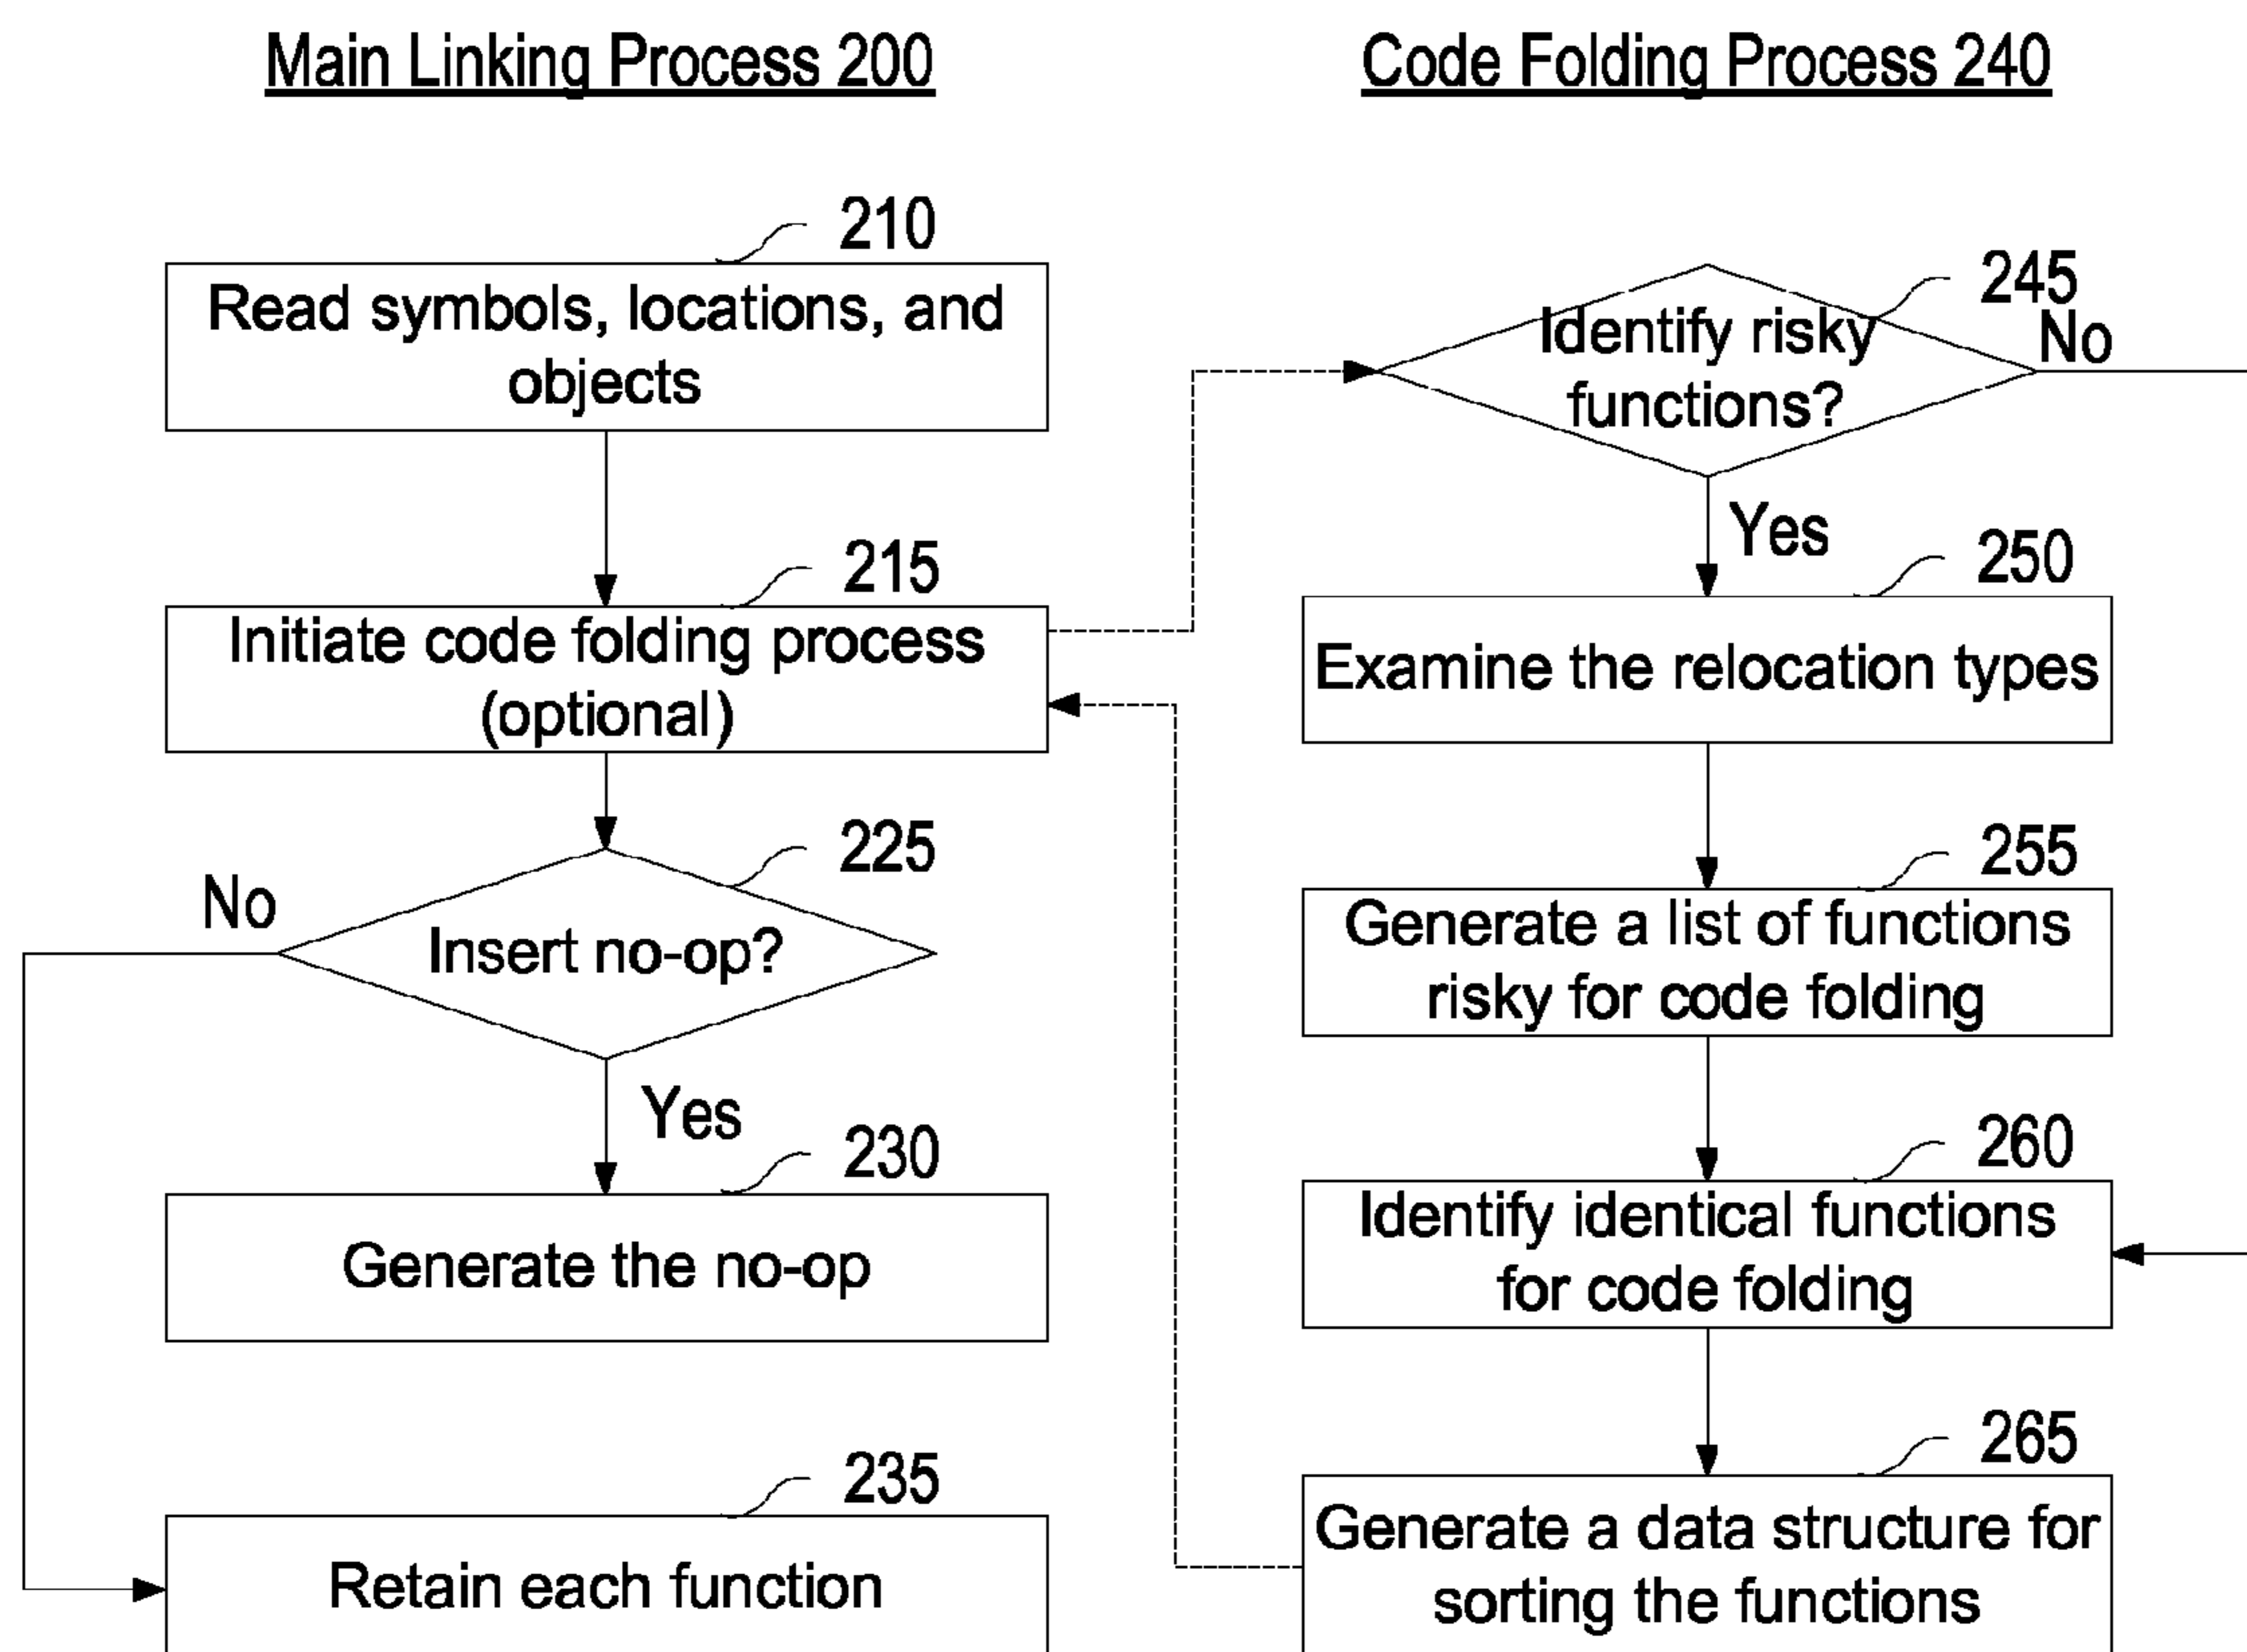 Main Linking Process 200
210
Read symbols, locations, and
objects
215
Initiate code folding process
(optional)
225
No
Insert no-op?
Yes
230
Generate the no-op
235
Retain each function
Code Folding Process 240
245
Identify risky
functions?
No
Yes
250
Examine the relocation types
255
Generate a list of functions
risky for code folding
260
Identify identical functions
for code folding
265
Generate a data structure for
sorting the functions